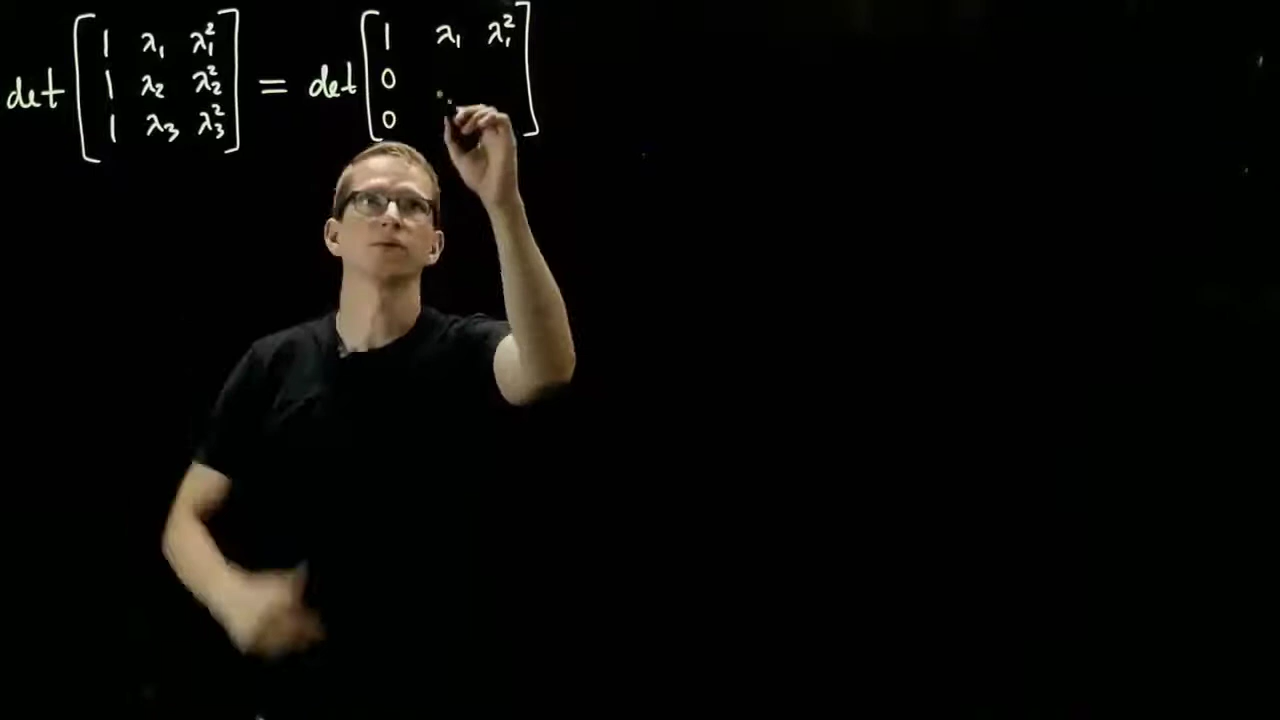 det [ 1 λ₁ λ₁² ] = det [ 1 λ₁ λ₁² ]
[ 1 λ₂ λ₂² ] [ 0 ]
[ 1 λ₃ λ₃² ] [ 0 ]